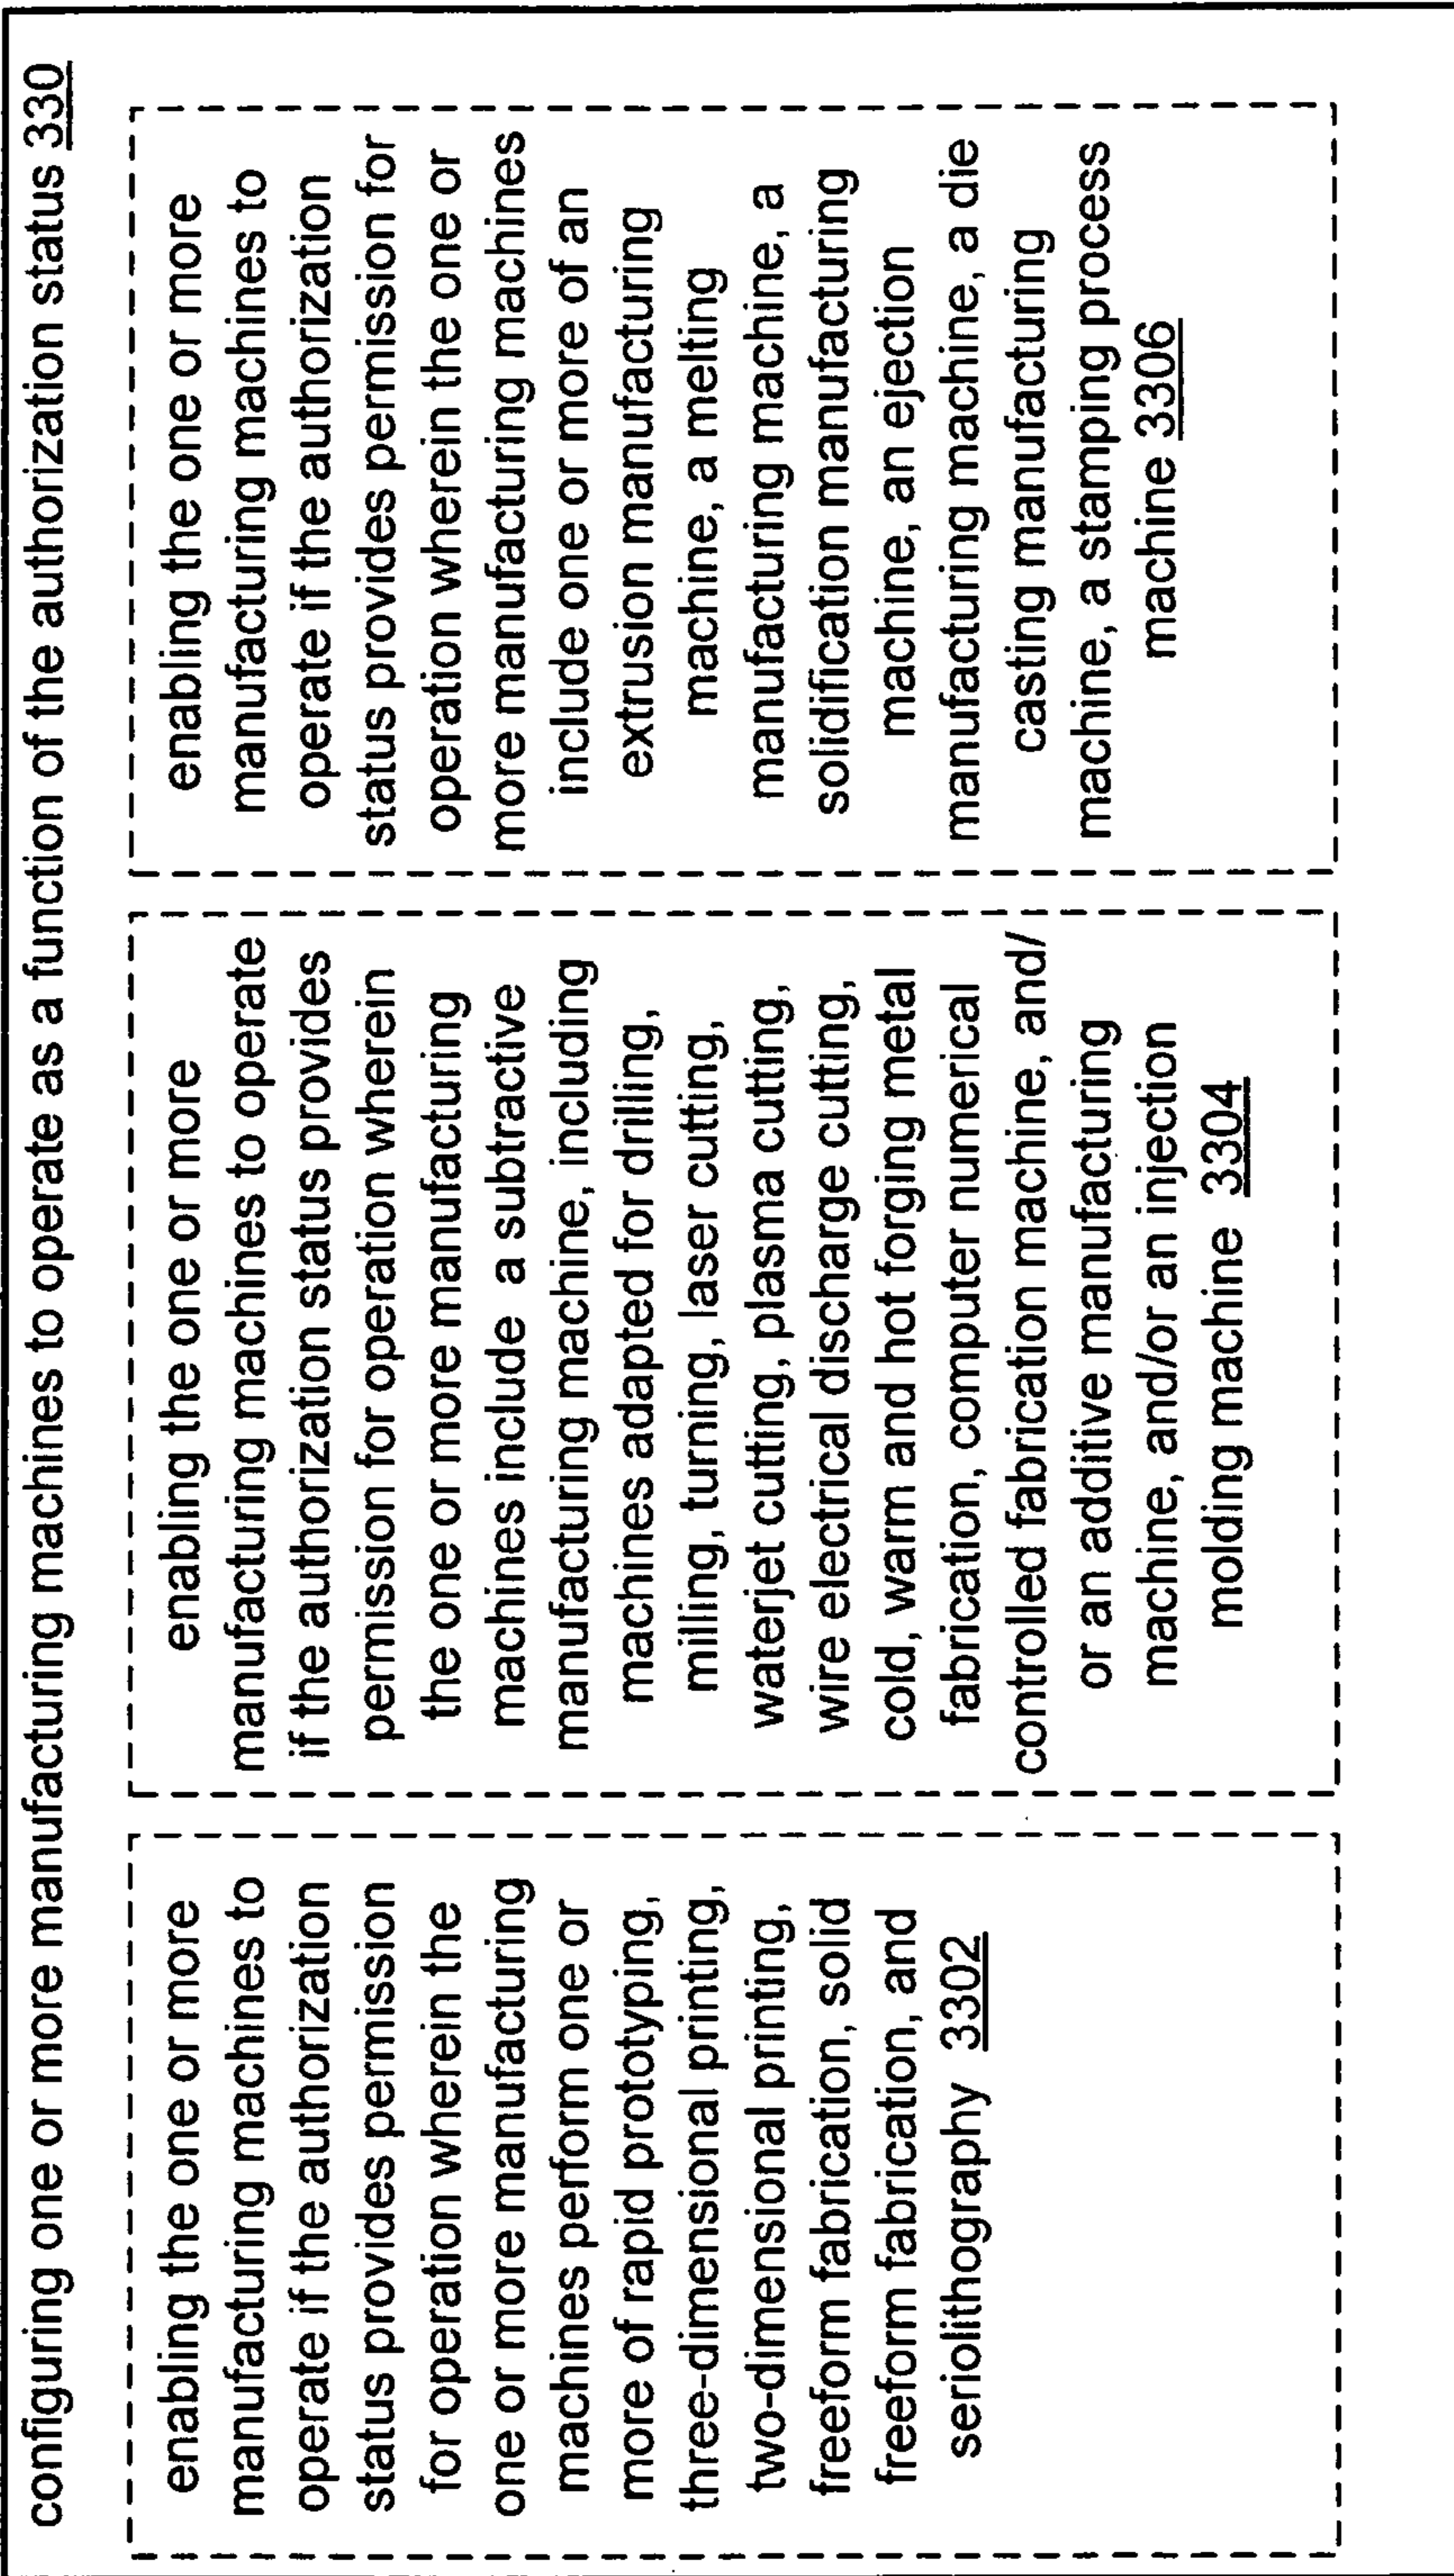 configuring one or more manufacturing machines to operate as a function of the authorization status 330
enabling the one or more
manufacturing machines to
operate if the authorization
status provides permission
for operation wherein the
one or more manufacturing
machines perform one or
more of rapid prototyping,
three-dimensional printing,
two-dimensional printing,
freeform fabrication, solid
freeform fabrication, and
seriolithography 3302
enabling the one or more
manufacturing machines to operate
if the authorization status provides
permission for operation wherein
the one or more manufacturing
machines include a subtractive
manufacturing machine, including
machines adapted for drilling,
milling, turning, laser cutting,
waterjet cutting, plasma cutting,
wire electrical discharge cutting,
cold, warm and hot forging metal
fabrication, computer numerical
controlled fabrication machine, and/
or an additive manufacturing
machine, and/or an injection
molding machine 3304
enabling the one or more
manufacturing machines to
operate if the authorization
status provides permission for
operation wherein the one or
more manufacturing machines
include one or more of an
extrusion manufacturing
machine, a melting
manufacturing machine, a
solidification manufacturing
machine, an ejection
manufacturing machine, a die
casting manufacturing
machine, a stamping process
machine 3306